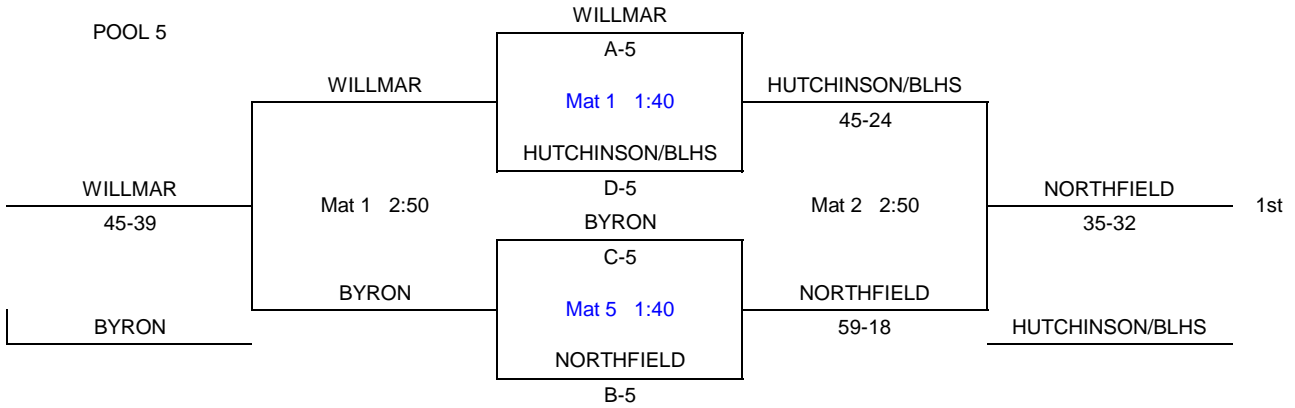 WILLMAR
POOL 5
A-5
WILLMAR
Mat 1 1:40
HUTCHINSON/BLHS
45-24
HUTCHINSON/BLHS
WILLMAR
D-5
NORTHFIELD
Mat 1 2:50
Mat 2 2:50
1st
45-39
BYRON
35-32
C-5
BYRON
Mat 5 1:40
NORTHFIELD
BYRON
59-18
HUTCHINSON/BLHS
NORTHFIELD
B-5